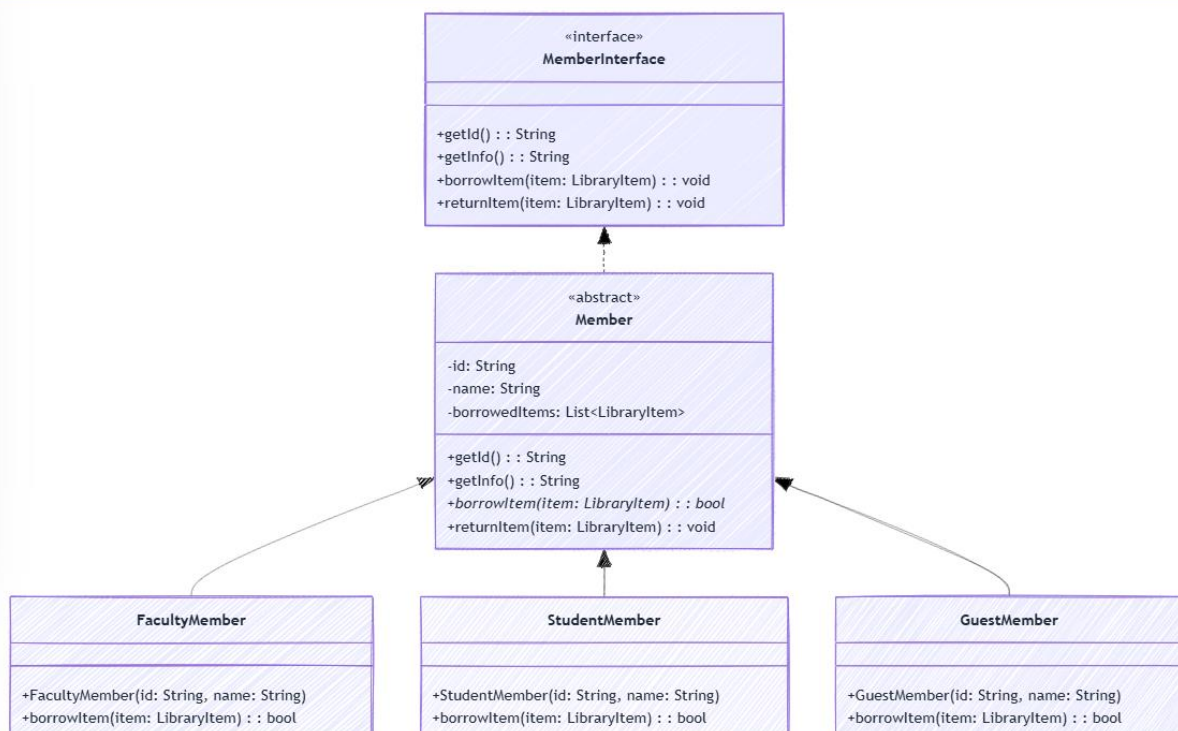 «interface»
MemberInterface
+getId() : : String
+getInfo() : : String
+borrowItem(item: LibraryItem) : : void
+returnItem(item: LibraryItem) : : void
«abstract»
Member
-id: String
-name: String
-borrowedItems: List<LibraryItem>
+getId() : : String
+getInfo() : : String
+borrowItem(item: LibraryItem) : : bool
+returnItem(item: LibraryItem) : : void
FacultyMember
+FacultyMember(id: String, name: String)
+borrowItem(item: LibraryItem) : : bool
StudentMember
+StudentMember(id: String, name: String)
+borrowItem(item: LibraryItem) : : bool
GuestMember
+GuestMember(id: String, name: String)
+borrowItem(item: LibraryItem) : : bool